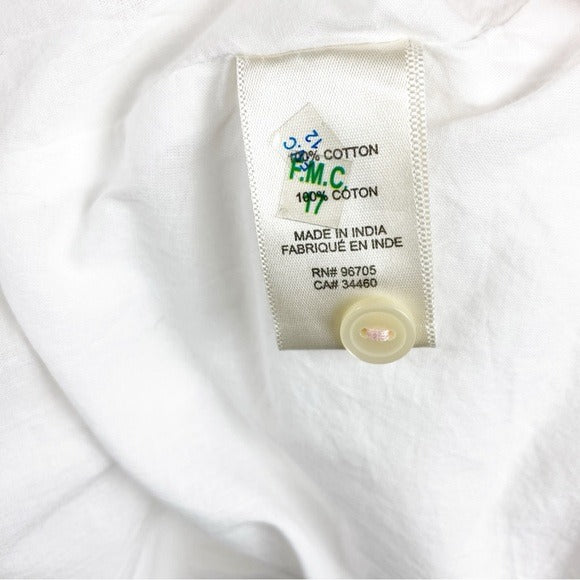 100% COTTON
F.M.C.
100% COTON
17
MADE IN INDIA
FABRIQUÉ EN INDE
RN# 96705
CA# 34460